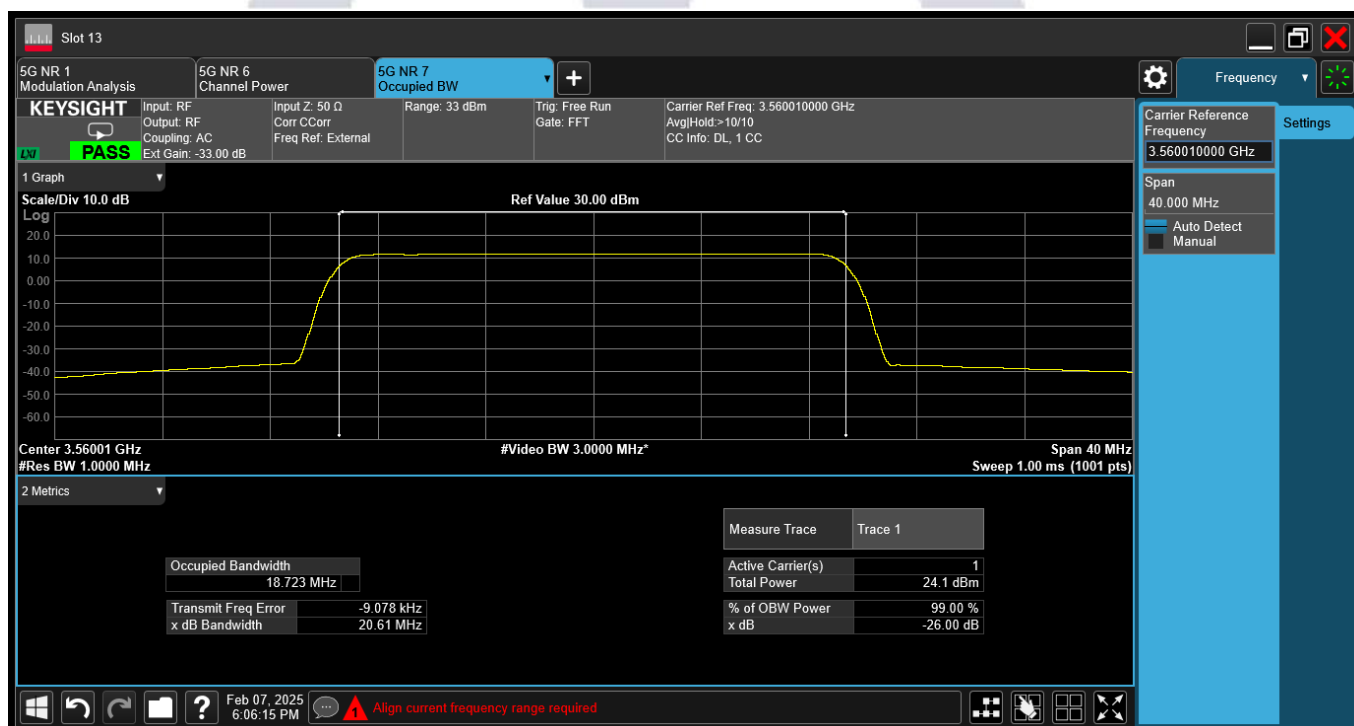 Slot 13
5G NR 1
Modulation Analysis
5G NR 6
Channel Power
5G NR 7
Occupied BW
Frequency
KEYSIGHT
LXI
PASS
Input: RF
Output: RF
Coupling: AC
Ext Gain: -33.00 dB
Input Z: 50 Ω
Corr CCorr
Freq Ref: External
Range: 33 dBm
Trig: Free Run
Gate: FFT
Carrier Ref Freq: 3.560010000 GHz
Avg|Hold:>10/10
CC Info: DL, 1 CC
Carrier Reference
Frequency
3.560010000 GHz
Settings
Span
40.000 MHz
Auto Detect
Manual
1 Graph
Scale/Div 10.0 dB
Ref Value 30.00 dBm
Log
20.0
10.0
0.00
-10.0
-20.0
-30.0
-40.0
-50.0
-60.0
Center 3.56001 GHz
#Video BW 3.0000 MHz*
Span 40 MHz
#Res BW 1.0000 MHz
Sweep 1.00 ms (1001 pts)
2 Metrics
Measure Trace Trace 1
Occupied Bandwidth
18.723 MHz
Active Carrier(s) 1
Total Power 24.1 dBm
Transmit Freq Error -9.078 kHz
x dB Bandwidth 20.61 MHz
% of OBW Power 99.00 %
x dB -26.00 dB
?
Feb 07, 2025
6:06:15 PM
1
Align current frequency range required